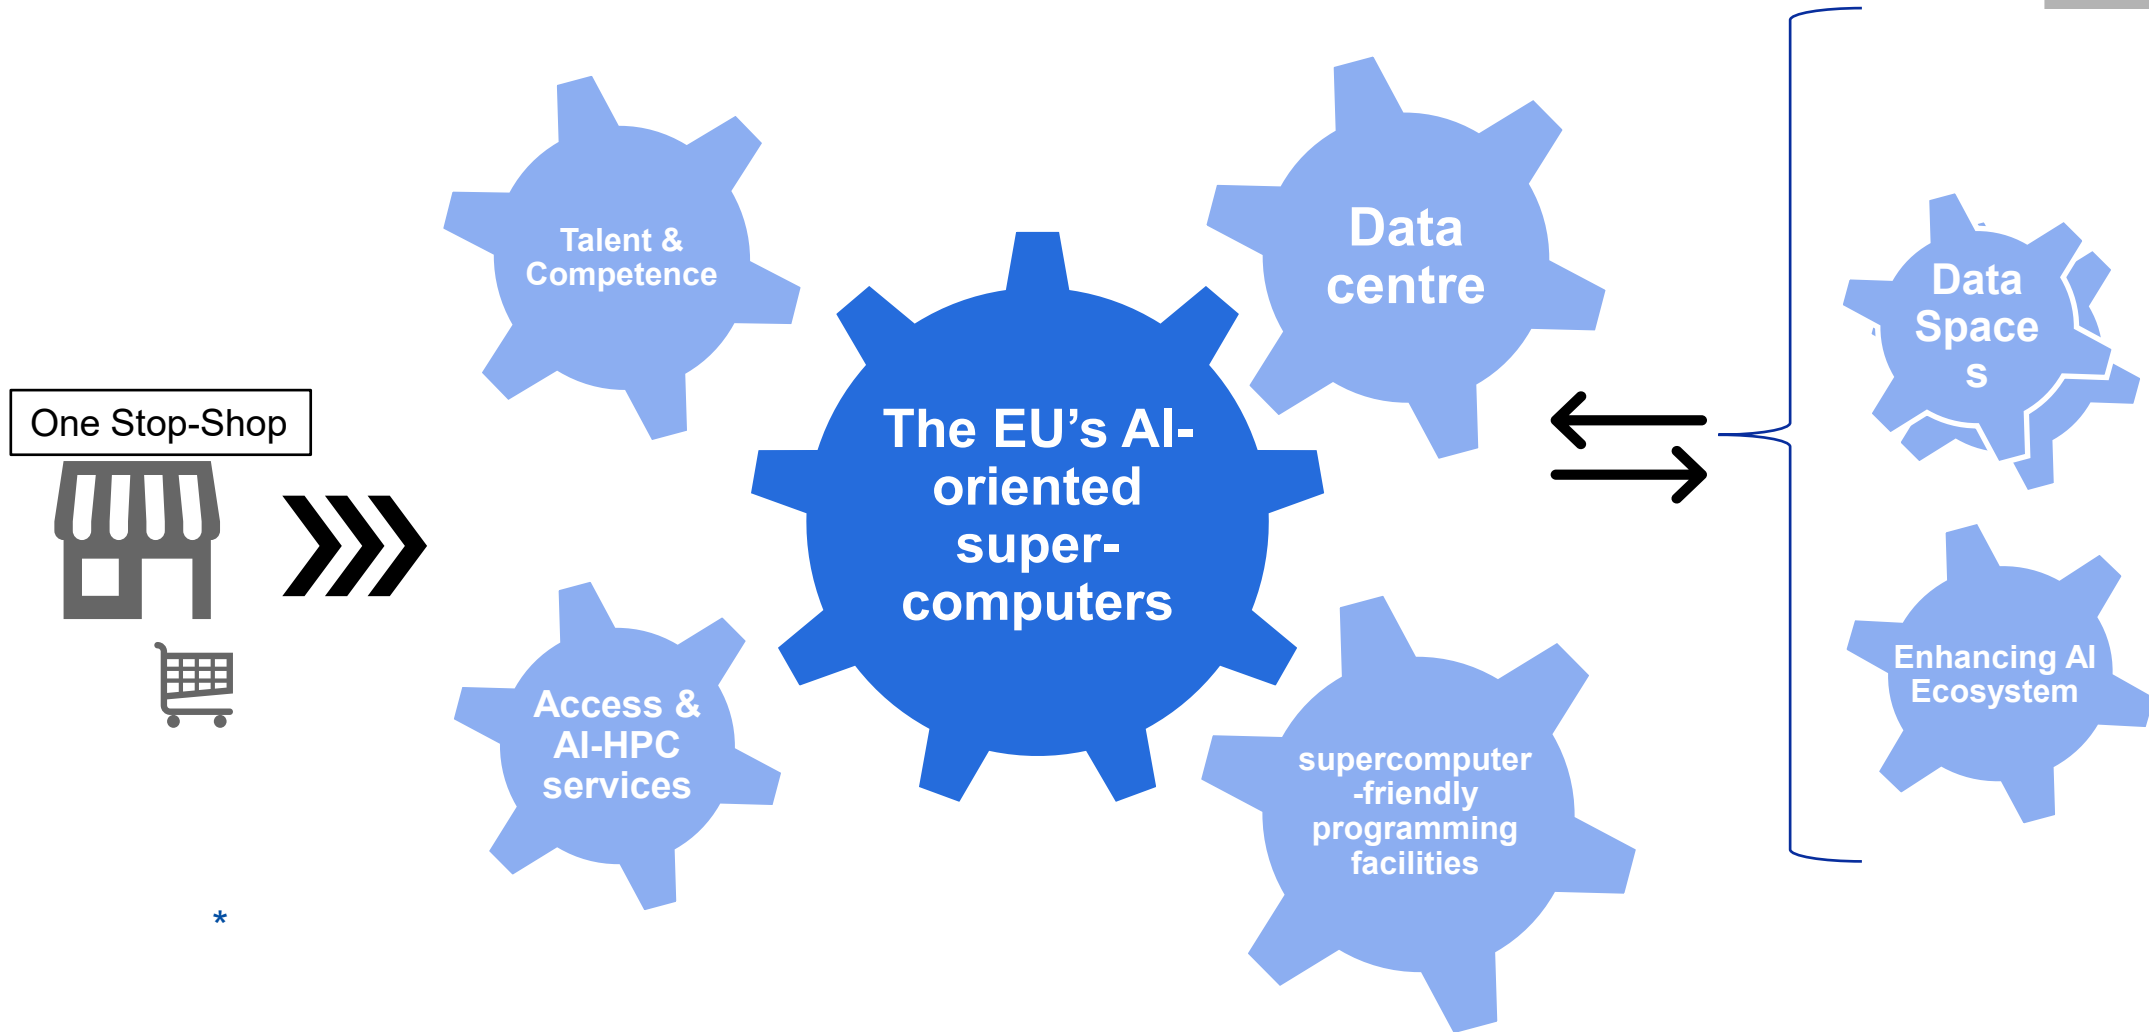 One Stop-Shop
Talent &
Competence
Access &
AI-HPC
services
The EU's AI-
oriented
super-
computers
Data
centre
supercomputer
-friendly
programming
facilities
Data
Space
s
Enhancing AI
Ecosystem
*